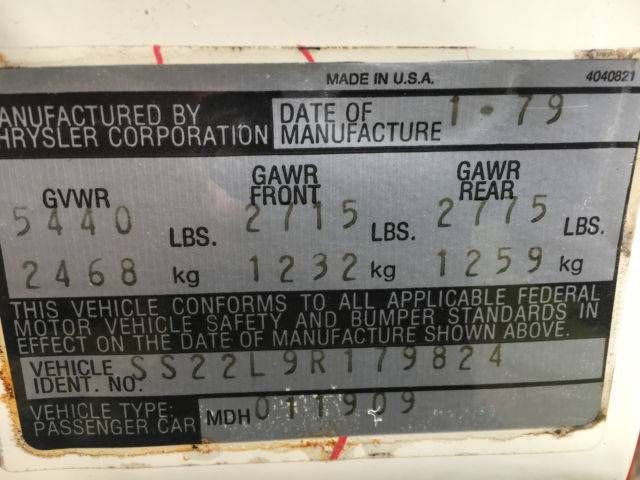 MADE IN U.S.A. 4040821
ANUFACTURED BY DATE OF 1-79
HRYSLER CORPORATION MANUFACTURE
GVWR GAWR FRONT GAWR REAR
5440 LBS. 2715 LBS. 2775 LBS.
2468 kg 1232 kg 1259 kg
THIS VEHICLE CONFORMS TO ALL APPLICABLE FEDERAL
MOTOR VEHICLE SAFETY AND BUMPER STANDARDS IN
EFFECT ON THE DATE OF MANUFACTURE SHOWN ABOVE.
VEHICLE IDENT. NO. SS22L9R179824
VEHICLE TYPE: PASSENGER CAR MDH 011909